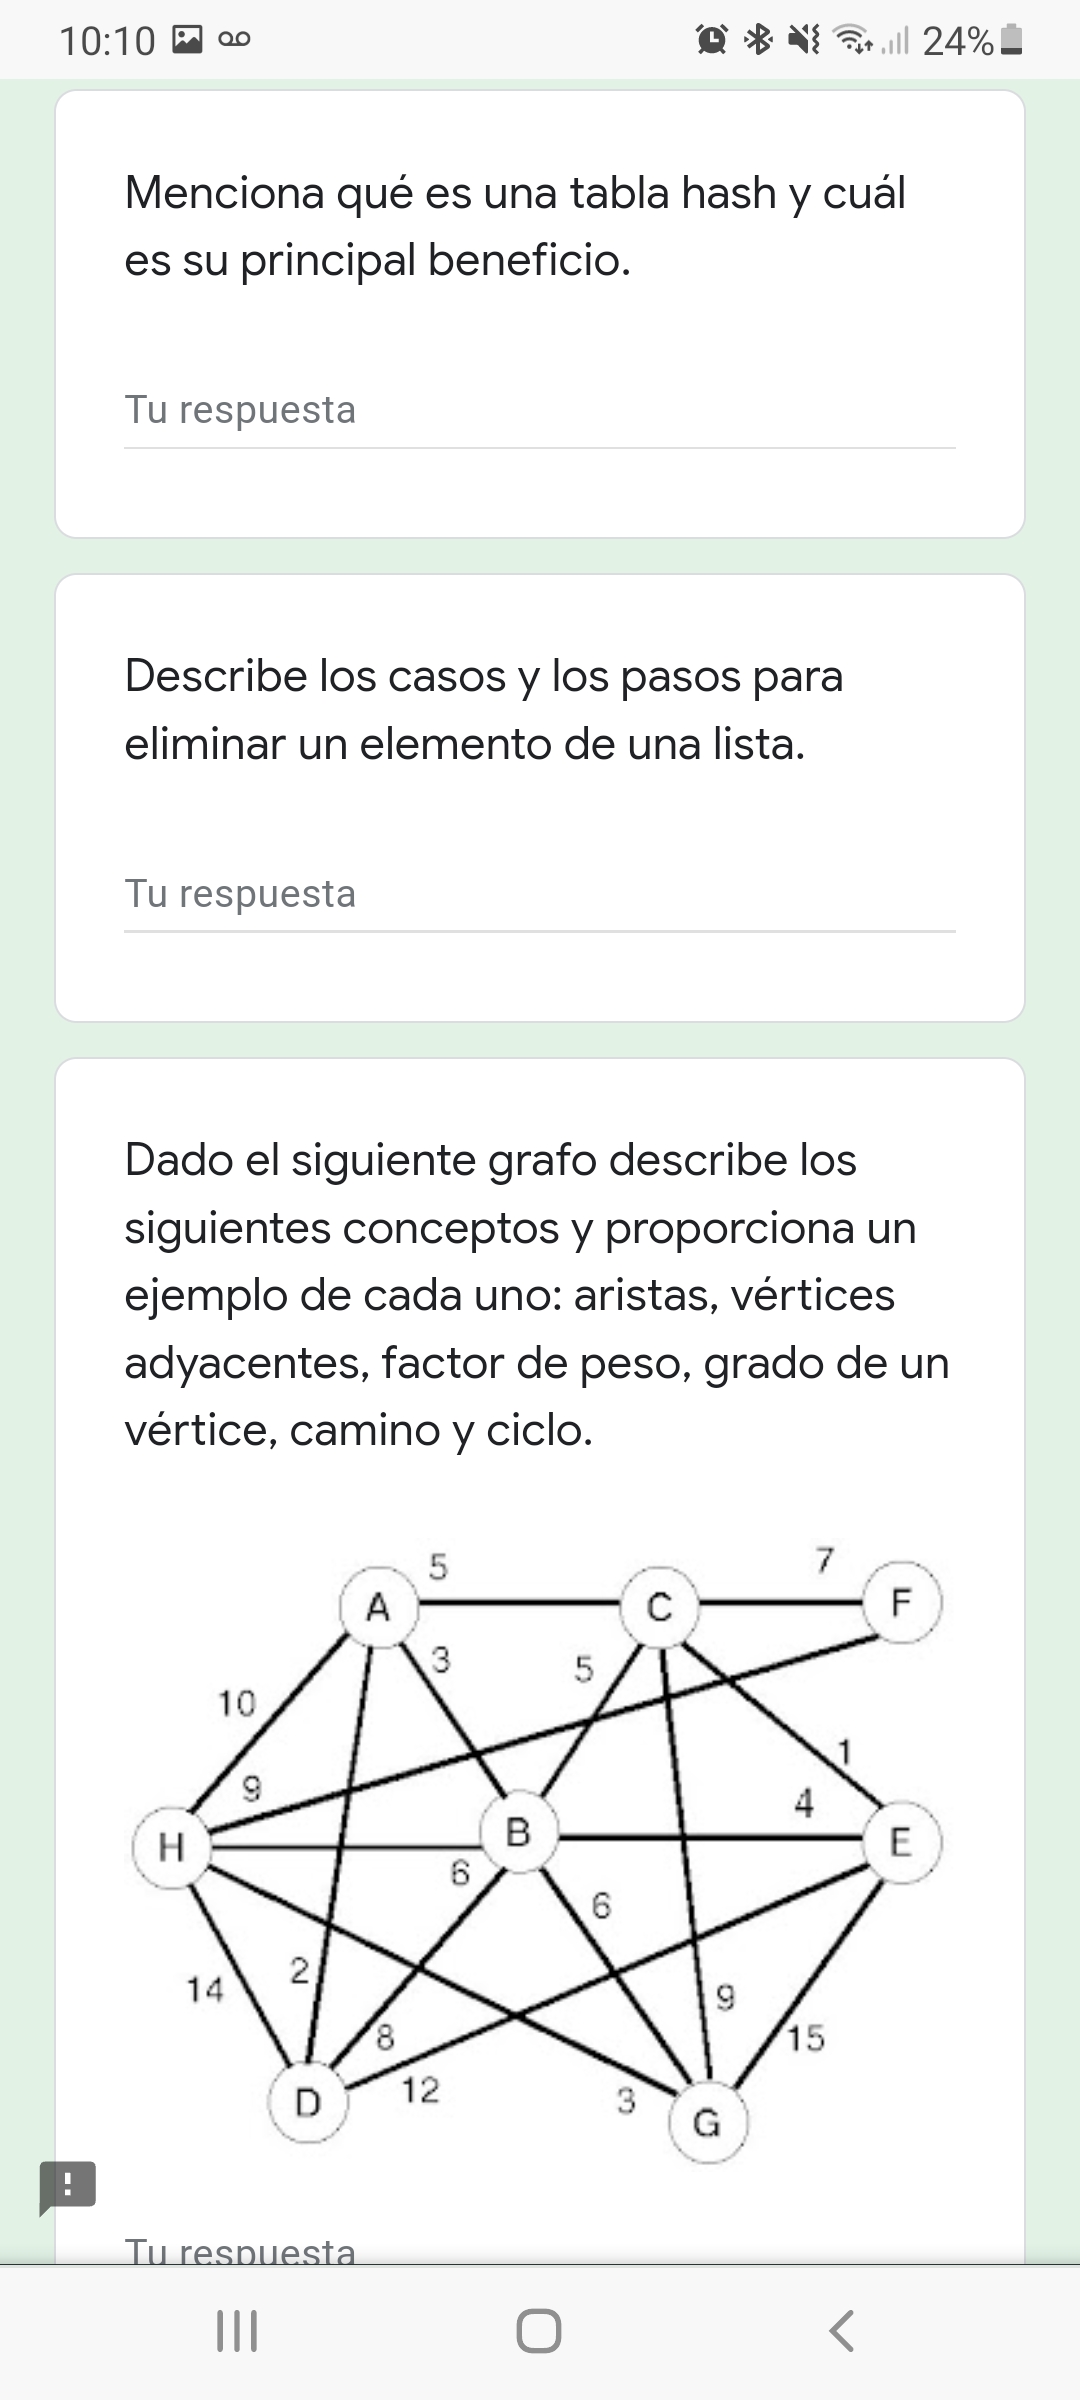 10:10
24%
Menciona qué es una tabla hash y cuál
es su principal beneficio.
Tu respuesta
Describe los casos y los pasos para
eliminar un elemento de una lista.
Tu respuesta
Dado el siguiente grafo describe los
siguientes conceptos y proporciona un
ejemplo de cada uno: aristas, vértices
adyacentes, factor de peso, grado de un
vértice, camino y ciclo.
5
7
A
C
F
3
5
10
1
9
4
B
H
E
6
6
2
14
9
8
15
12
3
D
G
!
Tu respuesta